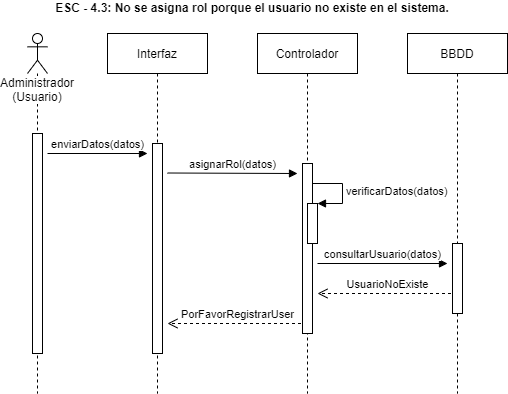 ESC - 4.3: No se asigna rol porque el usuario no existe en el sistema.
Interfaz
Controlador
BBDD
Administrador
(Usuario)
enviarDatos(datos)
asignarRol(datos)
verificarDatos(datos)
consultarUsuario(datos)
UsuarioNoExiste
PorFavorRegistrarUser